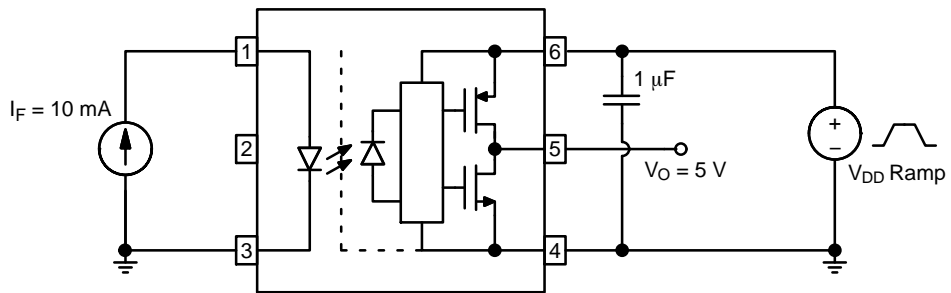 1
6
1 μF
I_F = 10 mA
2
5
+
−
V_O = 5 V
V_DD Ramp
3
4